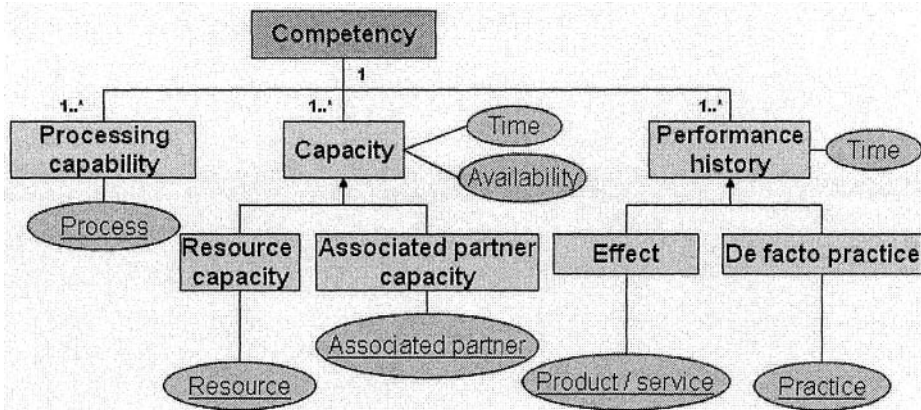 Competency
1
1..* 1..* 1..*
Processing
capability
Capacity
Time
Availability
Performance
history
Time
Process
Resource
capacity
Associated partner
capacity
Effect
De facto practice
Associated partner
Resource
Product / service
Practice